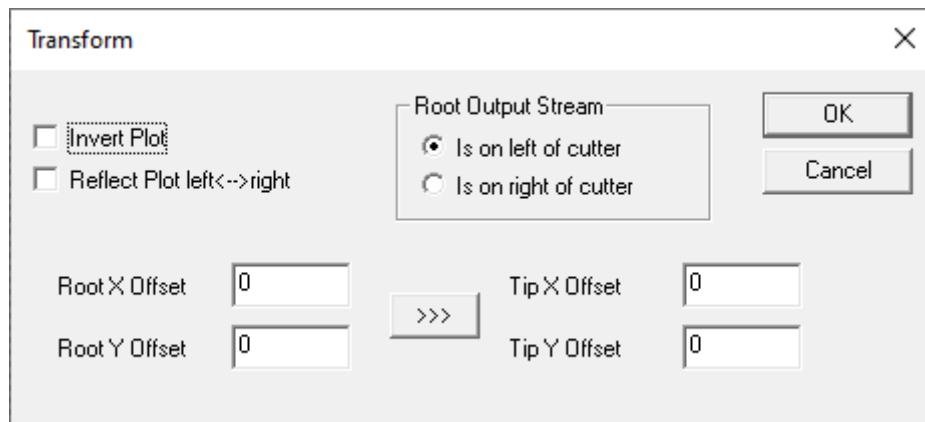 Transform
Invert Plot
Reflect Plot left<-->right
Root Output Stream
Is on left of cutter
Is on right of cutter
OK
Cancel
Root X Offset 0
Root Y Offset 0
>>>
Tip X Offset 0
Tip Y Offset 0